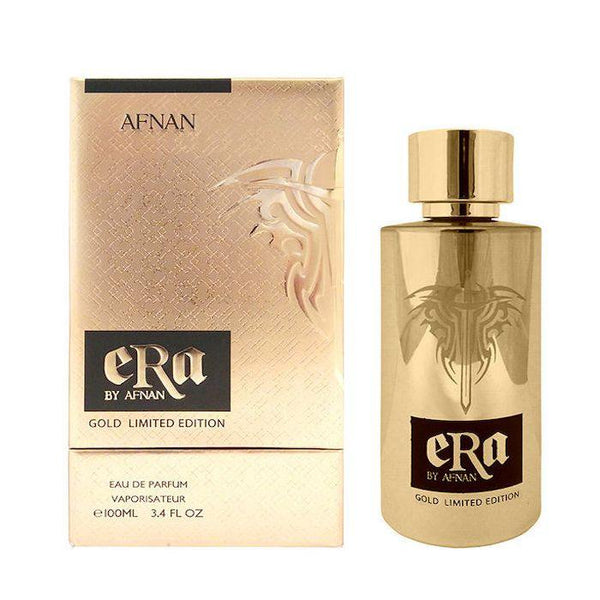 AFNAN
eRa
BY AFNAN
GOLD LIMITED EDITION
EAU DE PARFUM
VAPORISATEUR
℮100ML 3.4 FL OZ
eRa
BY AFNAN
GOLD LIMITED EDITION